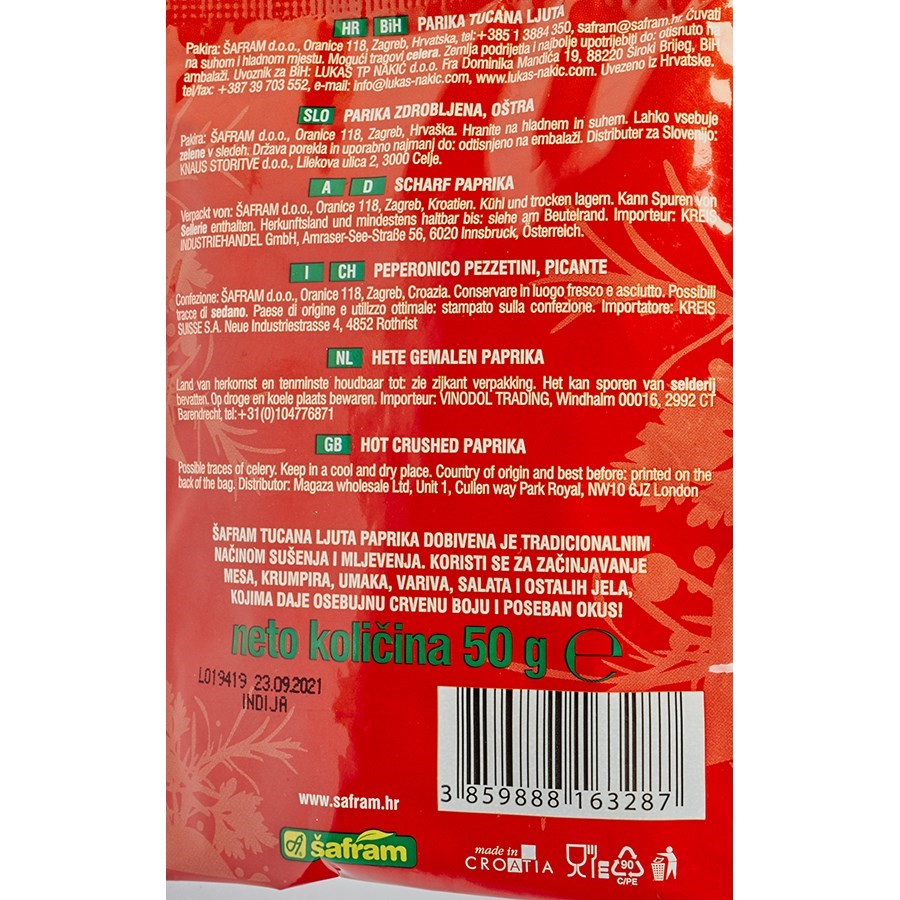 HR BiH PARIKA TUCANA LJUTA
Pakira: ŠAFRAM d.o.o., Oranice 118, Zagreb, Hrvatska, tel:+385 1 3884 350, safram@safram.hr. Čuvati
na suhom i hladnom mjestu. Mogući tragovi celera. Zemlja podrijetla i najbolje upotrijebiti do: otisnuto na
ambalaži. Uvoznik za BiH: LUKAS TP NAKIĆ d.o.o. Fra Dominika Mandića 19, 88220 Široki Brijeg, BiH
tel/fax: +387 39 703 552, e-mail: info@lukas-nakic.com, www.lukas-nakic.com. Uvezeno iz Hrvatske.
SLO PARIKA ZDROBLJENA, OŠTRA
Pakira: ŠAFRAM d.o.o., Oranice 118, Zagreb, Hrvaška. Hranite na hladnem in suhem. Lahko vsebuje
zelene v sledeh. Država porekla in uporabno najmanj do: odtisnjeno na embalaži. Distributer za Slovenijo:
KNAUS STORITVE d.o.o., Lilekova ulica 2, 3000 Celje.
A D SCHARF PAPRIKA
Verpackt von: ŠAFRAM d.o.o., Oranice 118, Zagreb, Kroatien. Kühl und trocken lagern. Kann Spuren von
Sellerie enthalten. Herkunftsland und mindestens haltbar bis: siehe am Beutelrand. Importeur: KREIS
INDUSTRIEHANDEL GmbH, Amraser-See-Straße 56, 6020 Innsbruck, Österreich.
I CH PEPERONICO PEZZETINI, PICANTE
Confezione: ŠAFRAM d.o.o., Oranice 118, Zagreb, Croazia. Conservare in luogo fresco e asciutto. Possibili
tracce di sedano. Paese di origine e utilizzo ottimale: stampato sulla confezione. Importatore: KREIS
SUISSE S.A. Neue Industriestrasse 4, 4852 Rothrist
NL HETE GEMALEN PAPRIKA
Land van herkomst en tenminste houdbaar tot: zie zijkant verpakking. Het kan sporen van selderij
bevatten. Op droge en koele plaats bewaren. Importeur: VINODOL TRADING, Windhalm 00016, 2992 CT
Barendrecht, tel:+31(0)104776871
GB HOT CRUSHED PAPRIKA
Possible traces of celery. Keep in a cool and dry place. Country of origin and best before: printed on the
back of the bag. Distributor: Magaza wholesale Ltd, Unit 1, Cullen way Park Royal, NW10 6JZ London
ŠAFRAM TUCANA LJUTA PAPRIKA DOBIVENA JE TRADICIONALNIM
NAČINOM SUŠENJA I MLJEVENJA. KORISTI SE ZA ZAČINJAVANJE
MESA, KRUMPIRA, UMAKA, VARIVA, SALATA I OSTALIH JELA,
KOJIMA DAJE OSEBUJNU CRVENU BOJU I POSEBAN OKUS!
neto količina 50 g ℮
L019419 23.09.2021
INDIJA
3 859888 163287
www.safram.hr
šafram
made in
CROATIA
90
C/PE